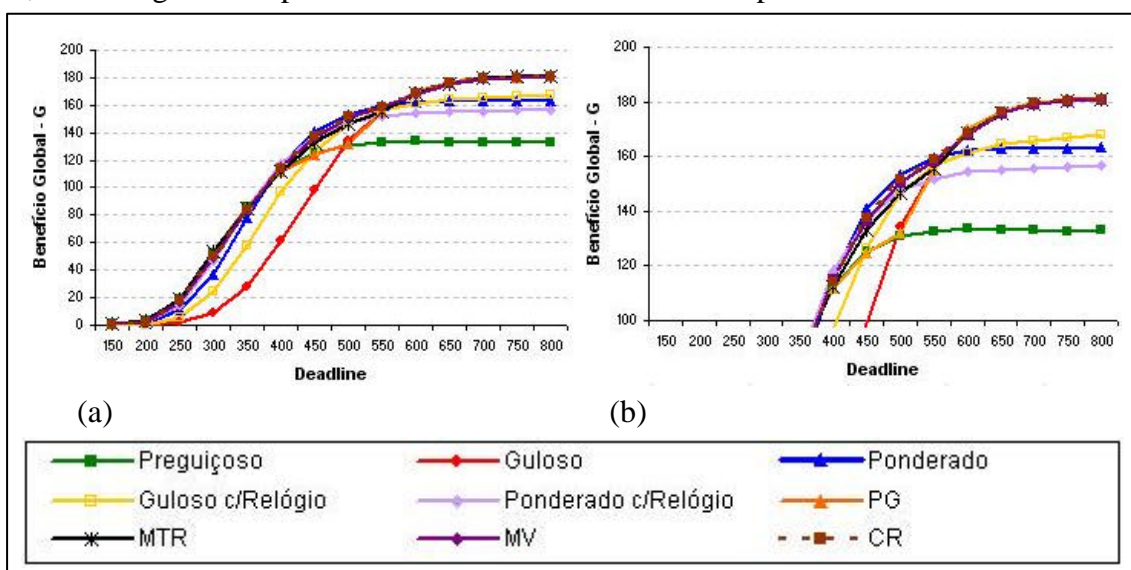 Benefício Global - G
200
180
160
140
120
100
80
60
40
20
0
150 200 250 300 350 400 450 500 550 600 650 700 750 800
Deadline
(a)
Benefício Global - G
200
180
160
140
120
100
150 200 250 300 350 400 450 500 550 600 650 700 750 800
Deadline
(b)
Preguiçoso Guloso Ponderado
Guloso c/Relógio Ponderado c/Relógio PG
MTR MV CR